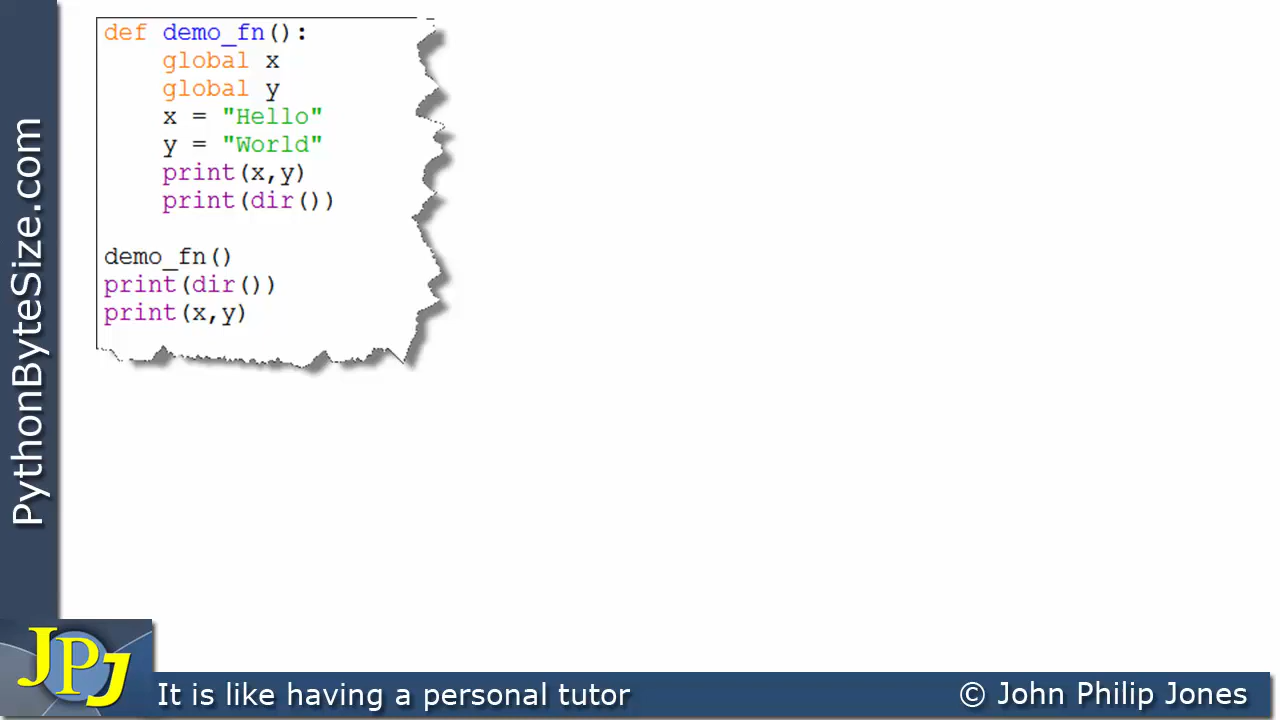 def demo_fn():
    global x
    global y
    x = "Hello"
    y = "World"
    print(x,y)
    print(dir())
demo_fn()
print(dir())
print(x,y)
PythonByteSize.com
JPJ
It is like having a personal tutor
© John Philip Jones